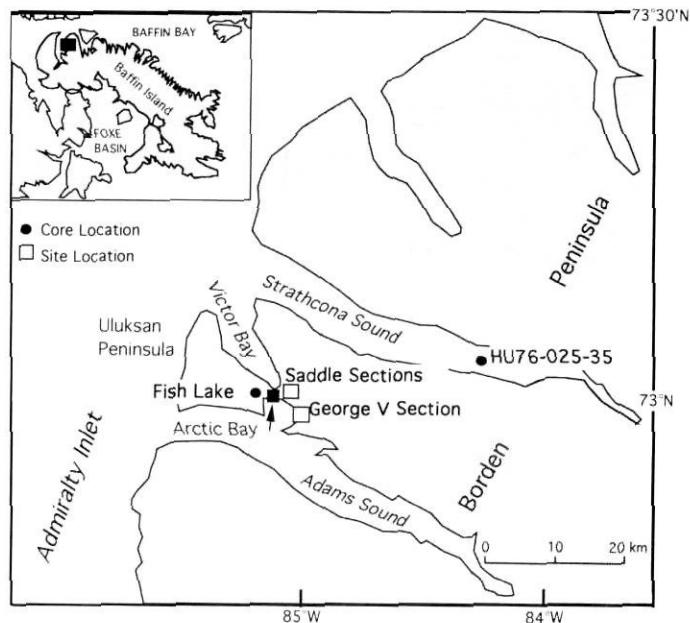 73°30'N
BAFFIN BAY
Baffin Island
FOXE
BASIN
Core Location
Site Location
Peninsula
Strathcona Sound
Victor Bay
Uluksan
Peninsula
HU76-025-35
Saddle Sections
Fish Lake
73°N
George V Section
Arctic Bay
Admiralty Inlet
Borden
Adams Sound
0 10 20 km
85°W
84°W